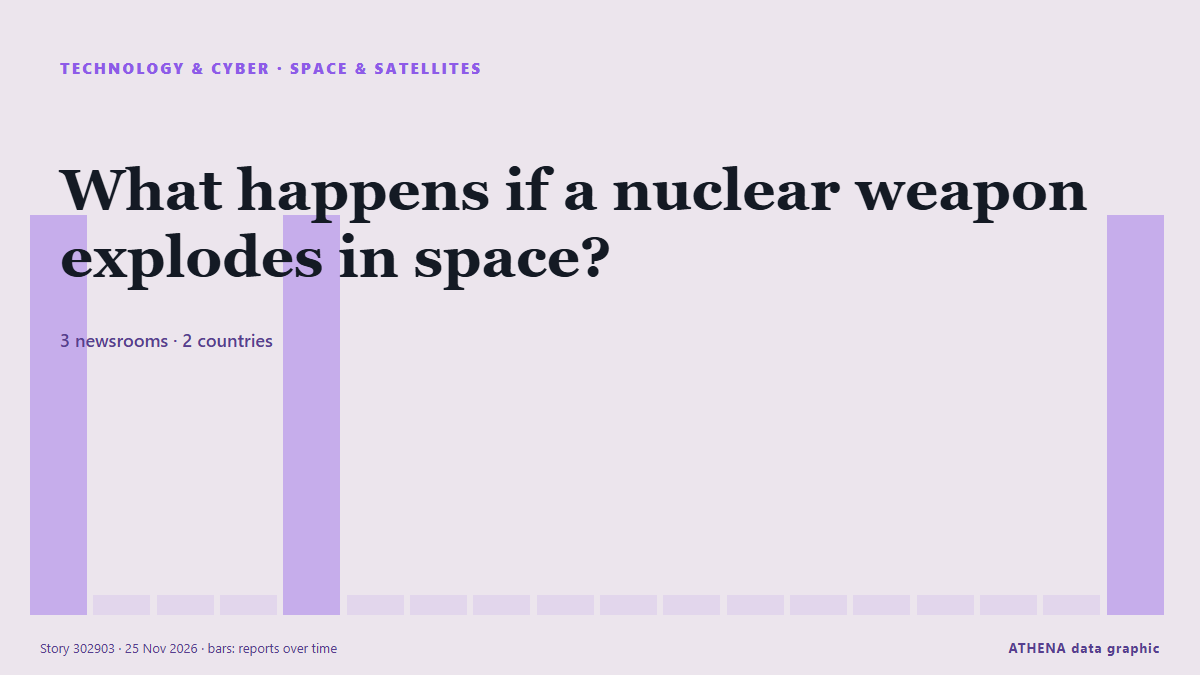 TECHNOLOGY & CYBER · SPACE & SATELLITES
What happens if a nuclear weapon
explodes in space?
3 newsrooms · 2 countries
Story 302903 · 25 Nov 2026 · bars: reports over time
ATHENA data graphic